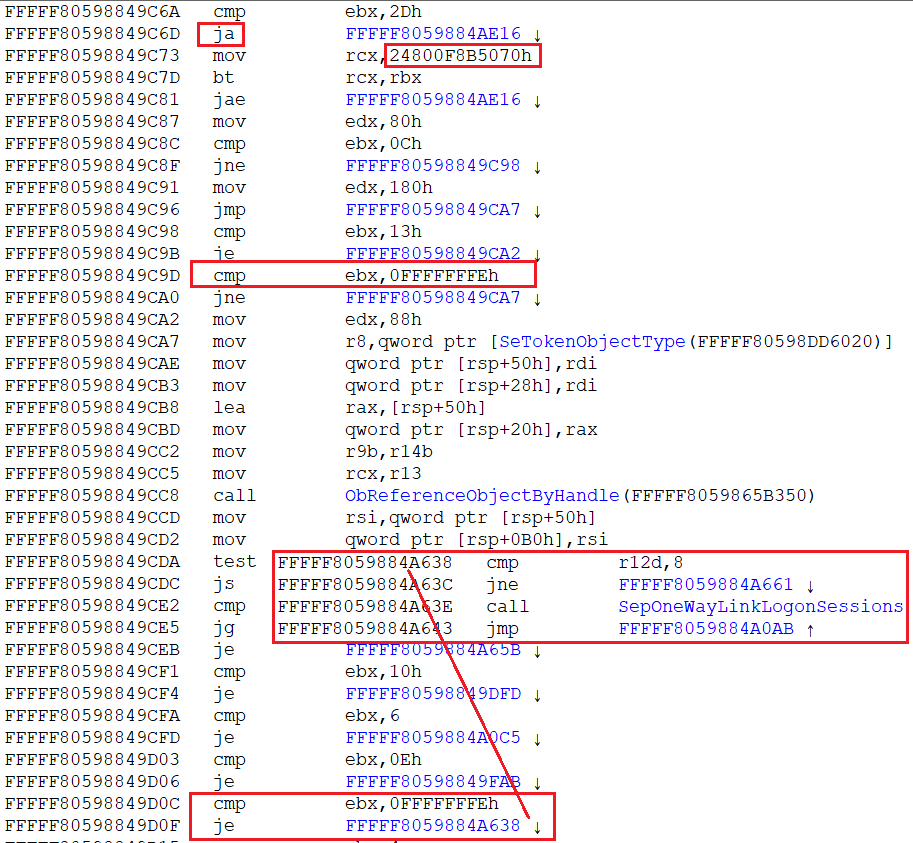 FFFFF80598849C6A cmp ebx,2Dh
FFFFF80598849C6D ja FFFFF8059884AE16 ↓
FFFFF80598849C73 mov rcx,24800F8B5070h
FFFFF80598849C7D bt rcx,rbx
FFFFF80598849C81 jae FFFFF8059884AE16 ↓
FFFFF80598849C87 mov edx,80h
FFFFF80598849C8C cmp ebx,0Ch
FFFFF80598849C8F jne FFFFF80598849C98 ↓
FFFFF80598849C91 mov edx,180h
FFFFF80598849C96 jmp FFFFF80598849CA7 ↓
FFFFF80598849C98 cmp ebx,13h
FFFFF80598849C9B je FFFFF80598849CA2 ↓
FFFFF80598849C9D cmp ebx,0FFFFFFFEh
FFFFF80598849CA0 jne FFFFF80598849CA7 ↓
FFFFF80598849CA2 mov edx,88h
FFFFF80598849CA7 mov r8,qword ptr [SeTokenObjectType(FFFFF80598DD6020)]
FFFFF80598849CAE mov qword ptr [rsp+50h],rdi
FFFFF80598849CB3 mov qword ptr [rsp+28h],rdi
FFFFF80598849CB8 lea rax,[rsp+50h]
FFFFF80598849CBD mov qword ptr [rsp+20h],rax
FFFFF80598849CC2 mov r9b,r14b
FFFFF80598849CC5 mov rcx,r13
FFFFF80598849CC8 call ObReferenceObjectByHandle(FFFFF8059865B350)
FFFFF80598849CCD mov rsi,qword ptr [rsp+50h]
FFFFF80598849CD2 mov qword ptr [rsp+0B0h],rsi
FFFFF80598849CDA test FFFFF8059884A638 cmp r12d,8
FFFFF80598849CDC js FFFFF8059884A63C jne FFFFF8059884A661 ↓
FFFFF80598849CE2 cmp FFFFF8059884A63E call SepOneWayLinkLogonSessions
FFFFF80598849CE5 jg FFFFF8059884A643 jmp FFFFF8059884A0AB ↑
FFFFF80598849CEB je FFFFF8059884A65B ↓
FFFFF80598849CF1 cmp ebx,10h
FFFFF80598849CF4 je FFFFF80598849DFD ↓
FFFFF80598849CFA cmp ebx,6
FFFFF80598849CFD je FFFFF8059884A0C5 ↓
FFFFF80598849D03 cmp ebx,0Eh
FFFFF80598849D06 je FFFFF80598849FAB ↓
FFFFF80598849D0C cmp ebx,0FFFFFFFEh
FFFFF80598849D0F je FFFFF8059884A638 ↓